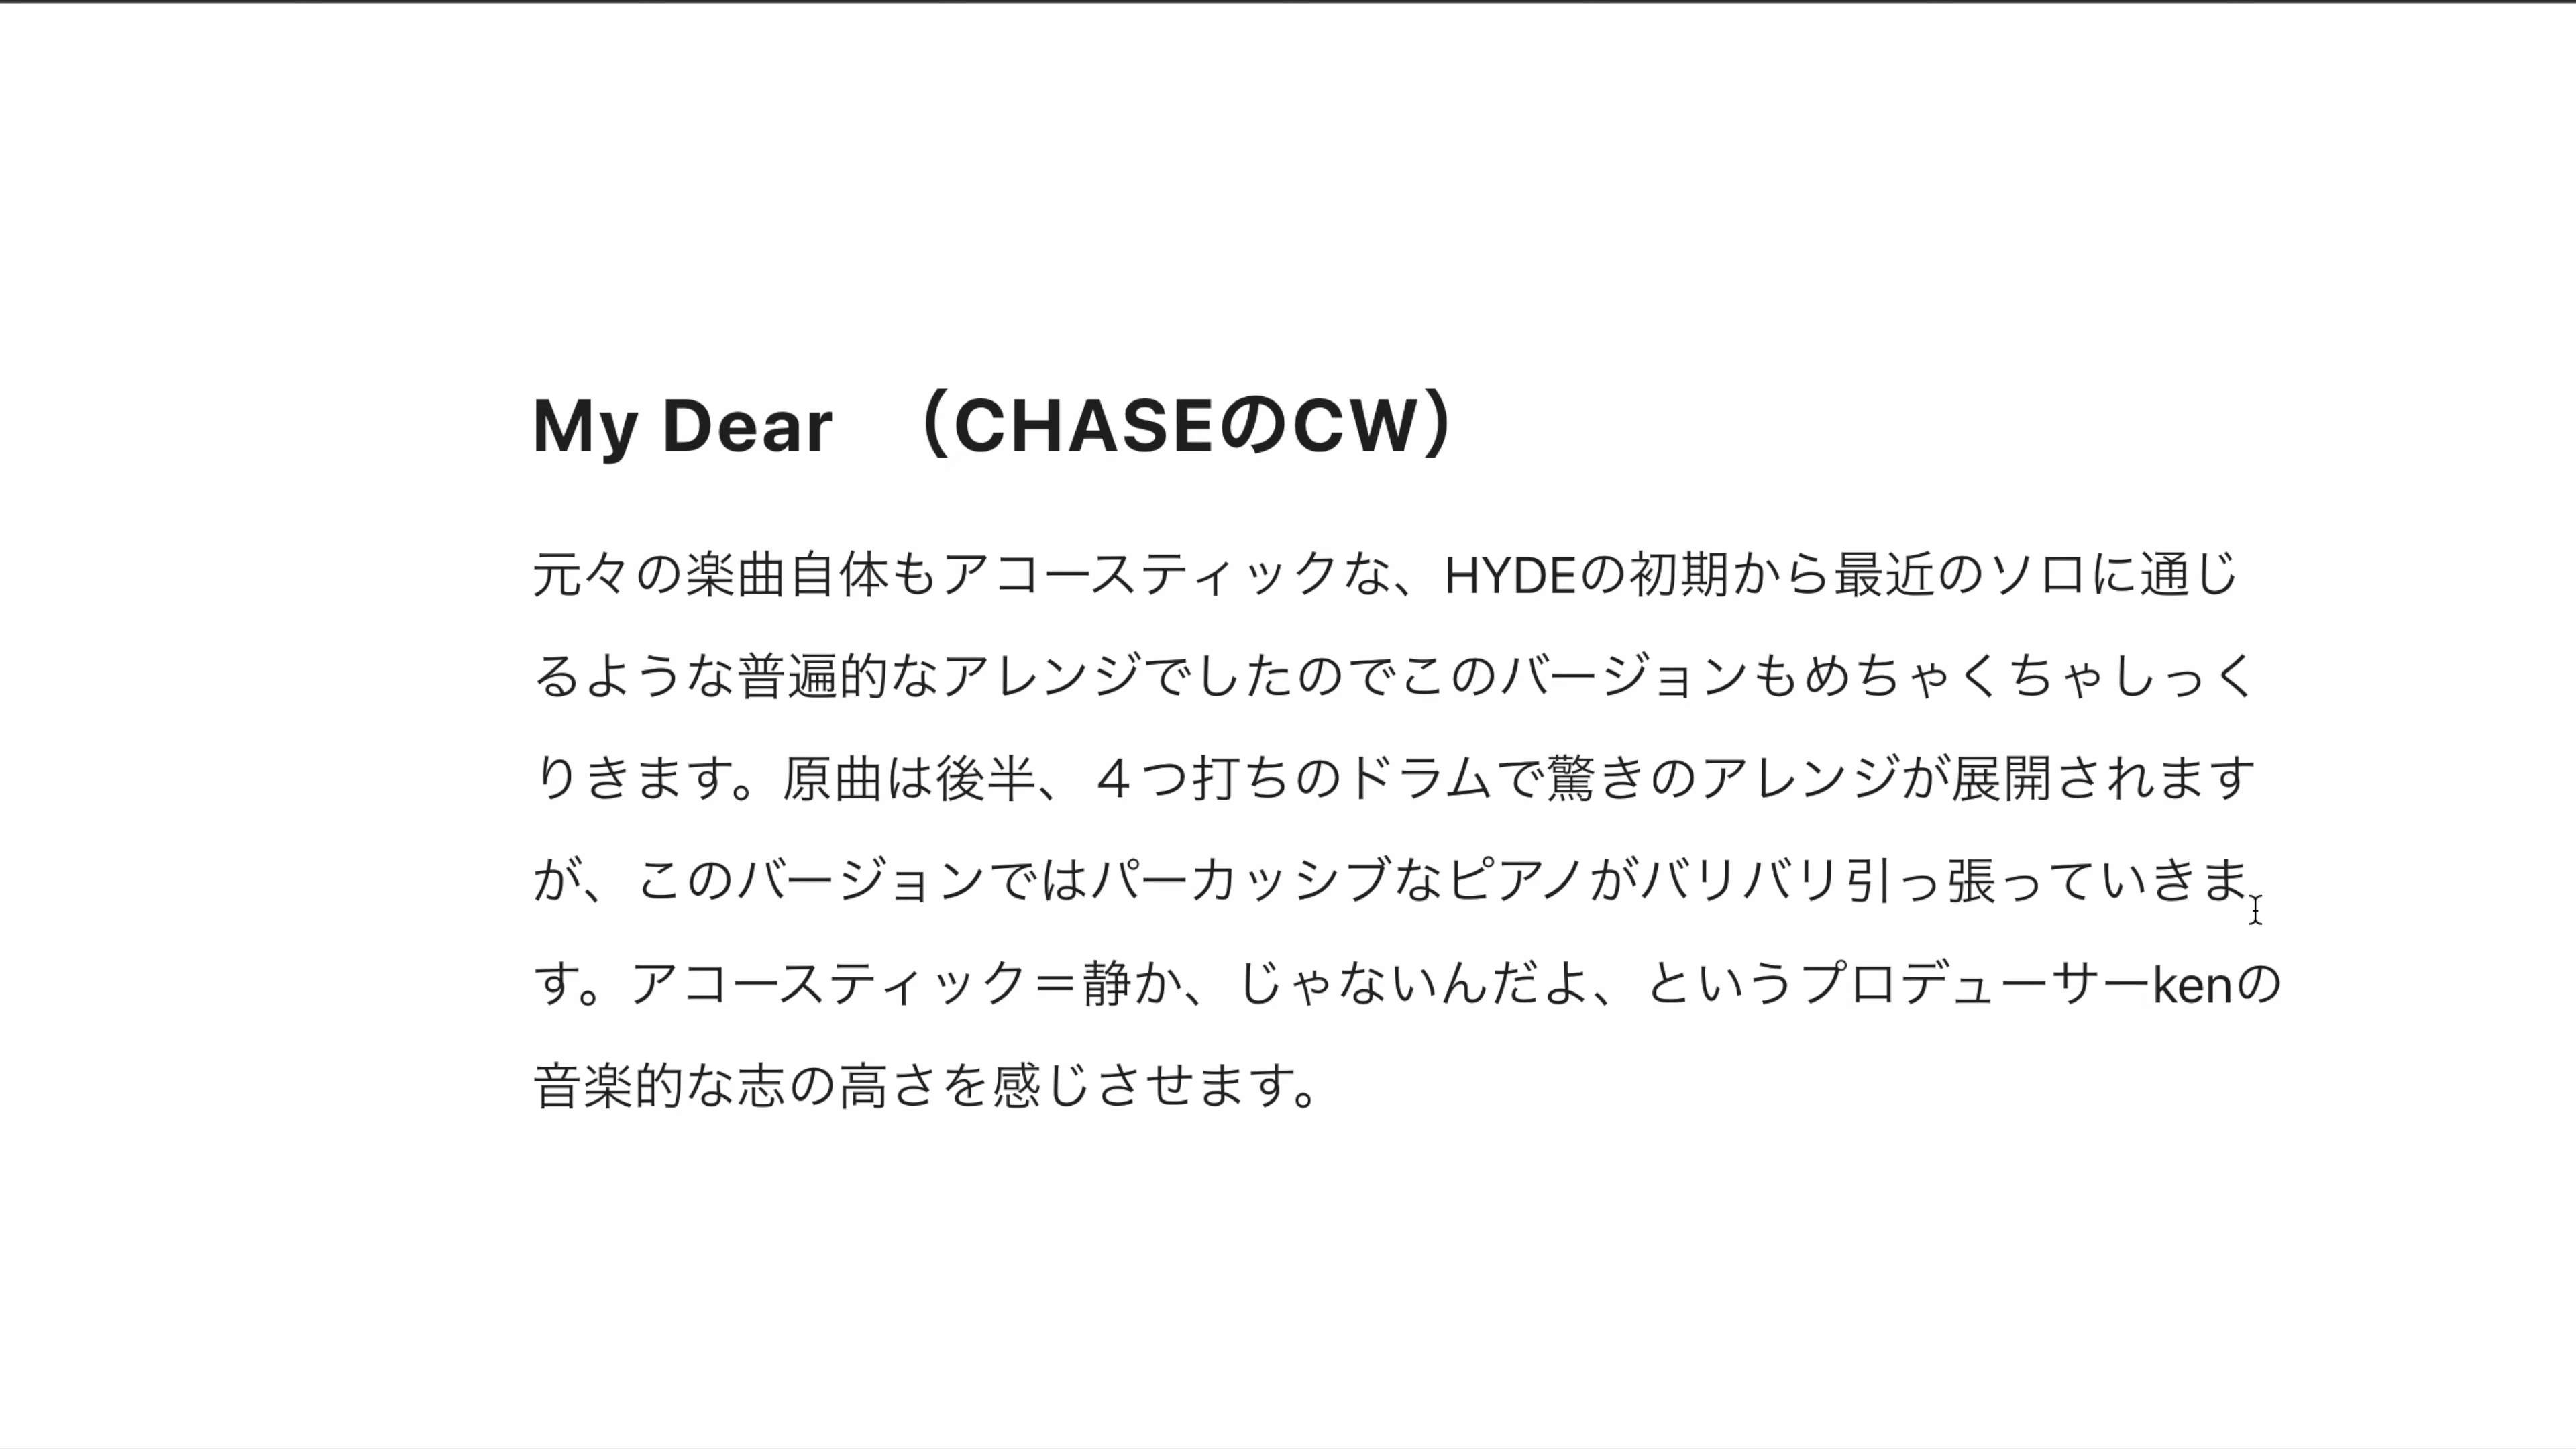 My Dear　（CHASEのCW）
元々の楽曲自体もアコースティックな、HYDEの初期から最近のソロに通じ
るような普遍的なアレンジでしたのでこのバージョンもめちゃくちゃしっく
りきます。原曲は後半、４つ打ちのドラムで驚きのアレンジが展開されます
が、このバージョンではパーカッシブなピアノがバリバリ引っ張っていきま
す。アコースティック＝静か、じゃないんだよ、というプロデューサーkenの
音楽的な志の高さを感じさせます。